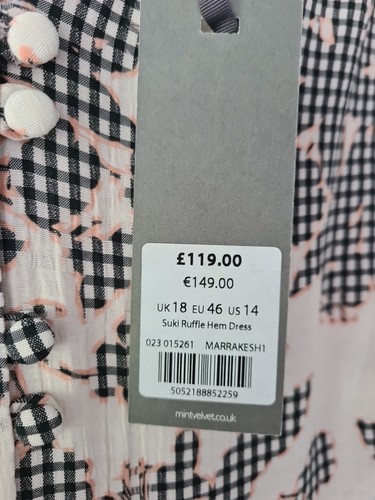 £119.00
€149.00
UK 18 EU 46 US 14
Suki Ruffle Hem Dress
023 015261 MARRAKESH1
5052188852259
mintvelvet.co.uk